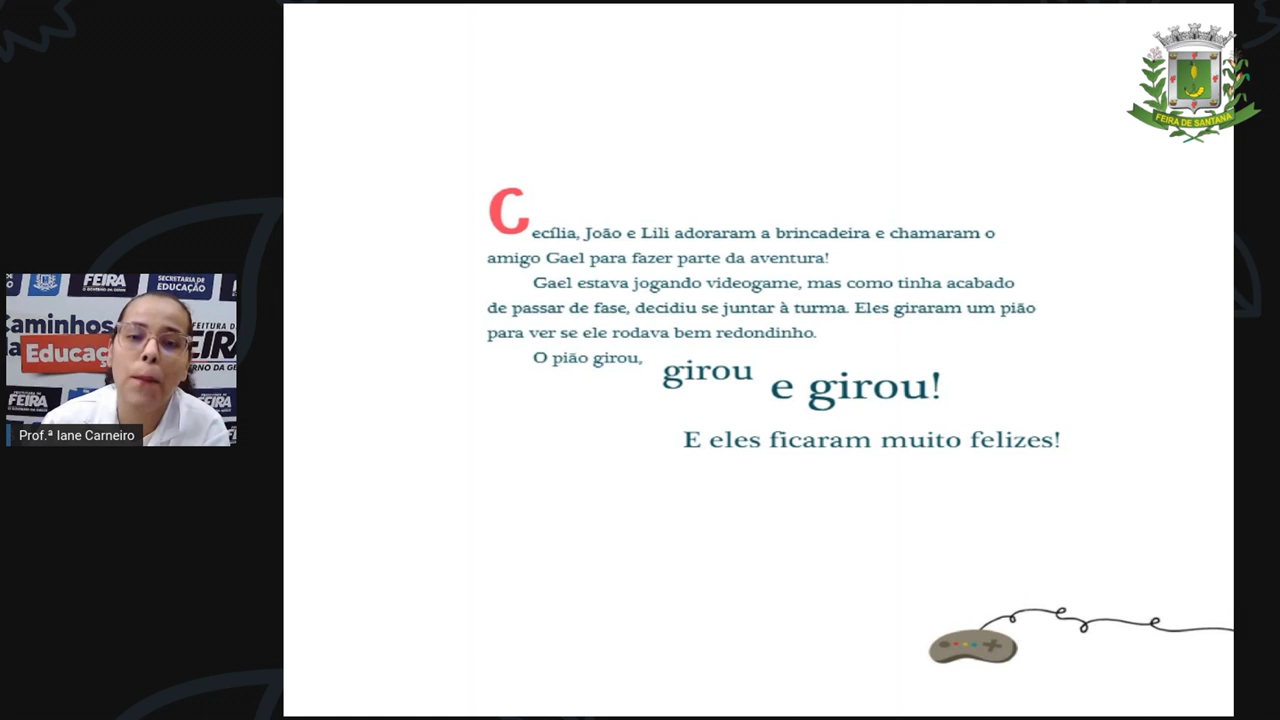 FEIRA DE SANTANA
Cecília, João e Lili adoraram a brincadeira e chamaram o
amigo Gael para fazer parte da aventura!
Gael estava jogando videogame, mas como tinha acabado
de passar de fase, decidiu se juntar à turma. Eles giraram um pião
para ver se ele rodava bem redondinho.
O pião girou, girou e girou!
E eles ficaram muito felizes!
FEIRA
SECRETARIA DE
EDUCAÇÃO
Caminhos
Educaç
FEIRA
Prof.ª Iane Carneiro